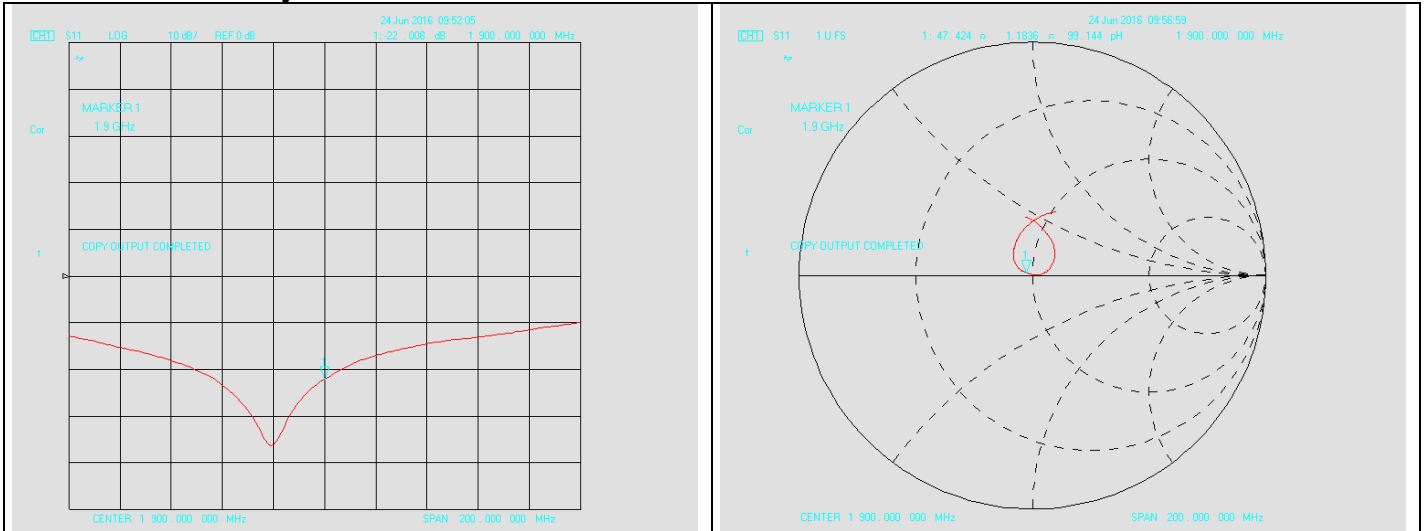 24 Jun 2016 09:52:05
CH1 S11 LOG 10 dB/ REF 0 dB 1:-22 .008 dB 1 900.000 000 MHz
MARKER 1
1.9 GHz
Cor
COPY OUTPUT COMPLETED
↑
1
CENTER 1 900.000 000 MHz SPAN 200.000 000 MHz
24 Jun 2016 09:56:59
CH1 S11 1 U FS 1: 47.424 Ω 1.1836 Ω 99.144 pH 1 900.000 000 MHz
MARKER 1
1.9 GHz
Cor
COPY OUTPUT COMPLETED
↑
1
CENTER 1 900.000 000 MHz SPAN 200.000 000 MHz